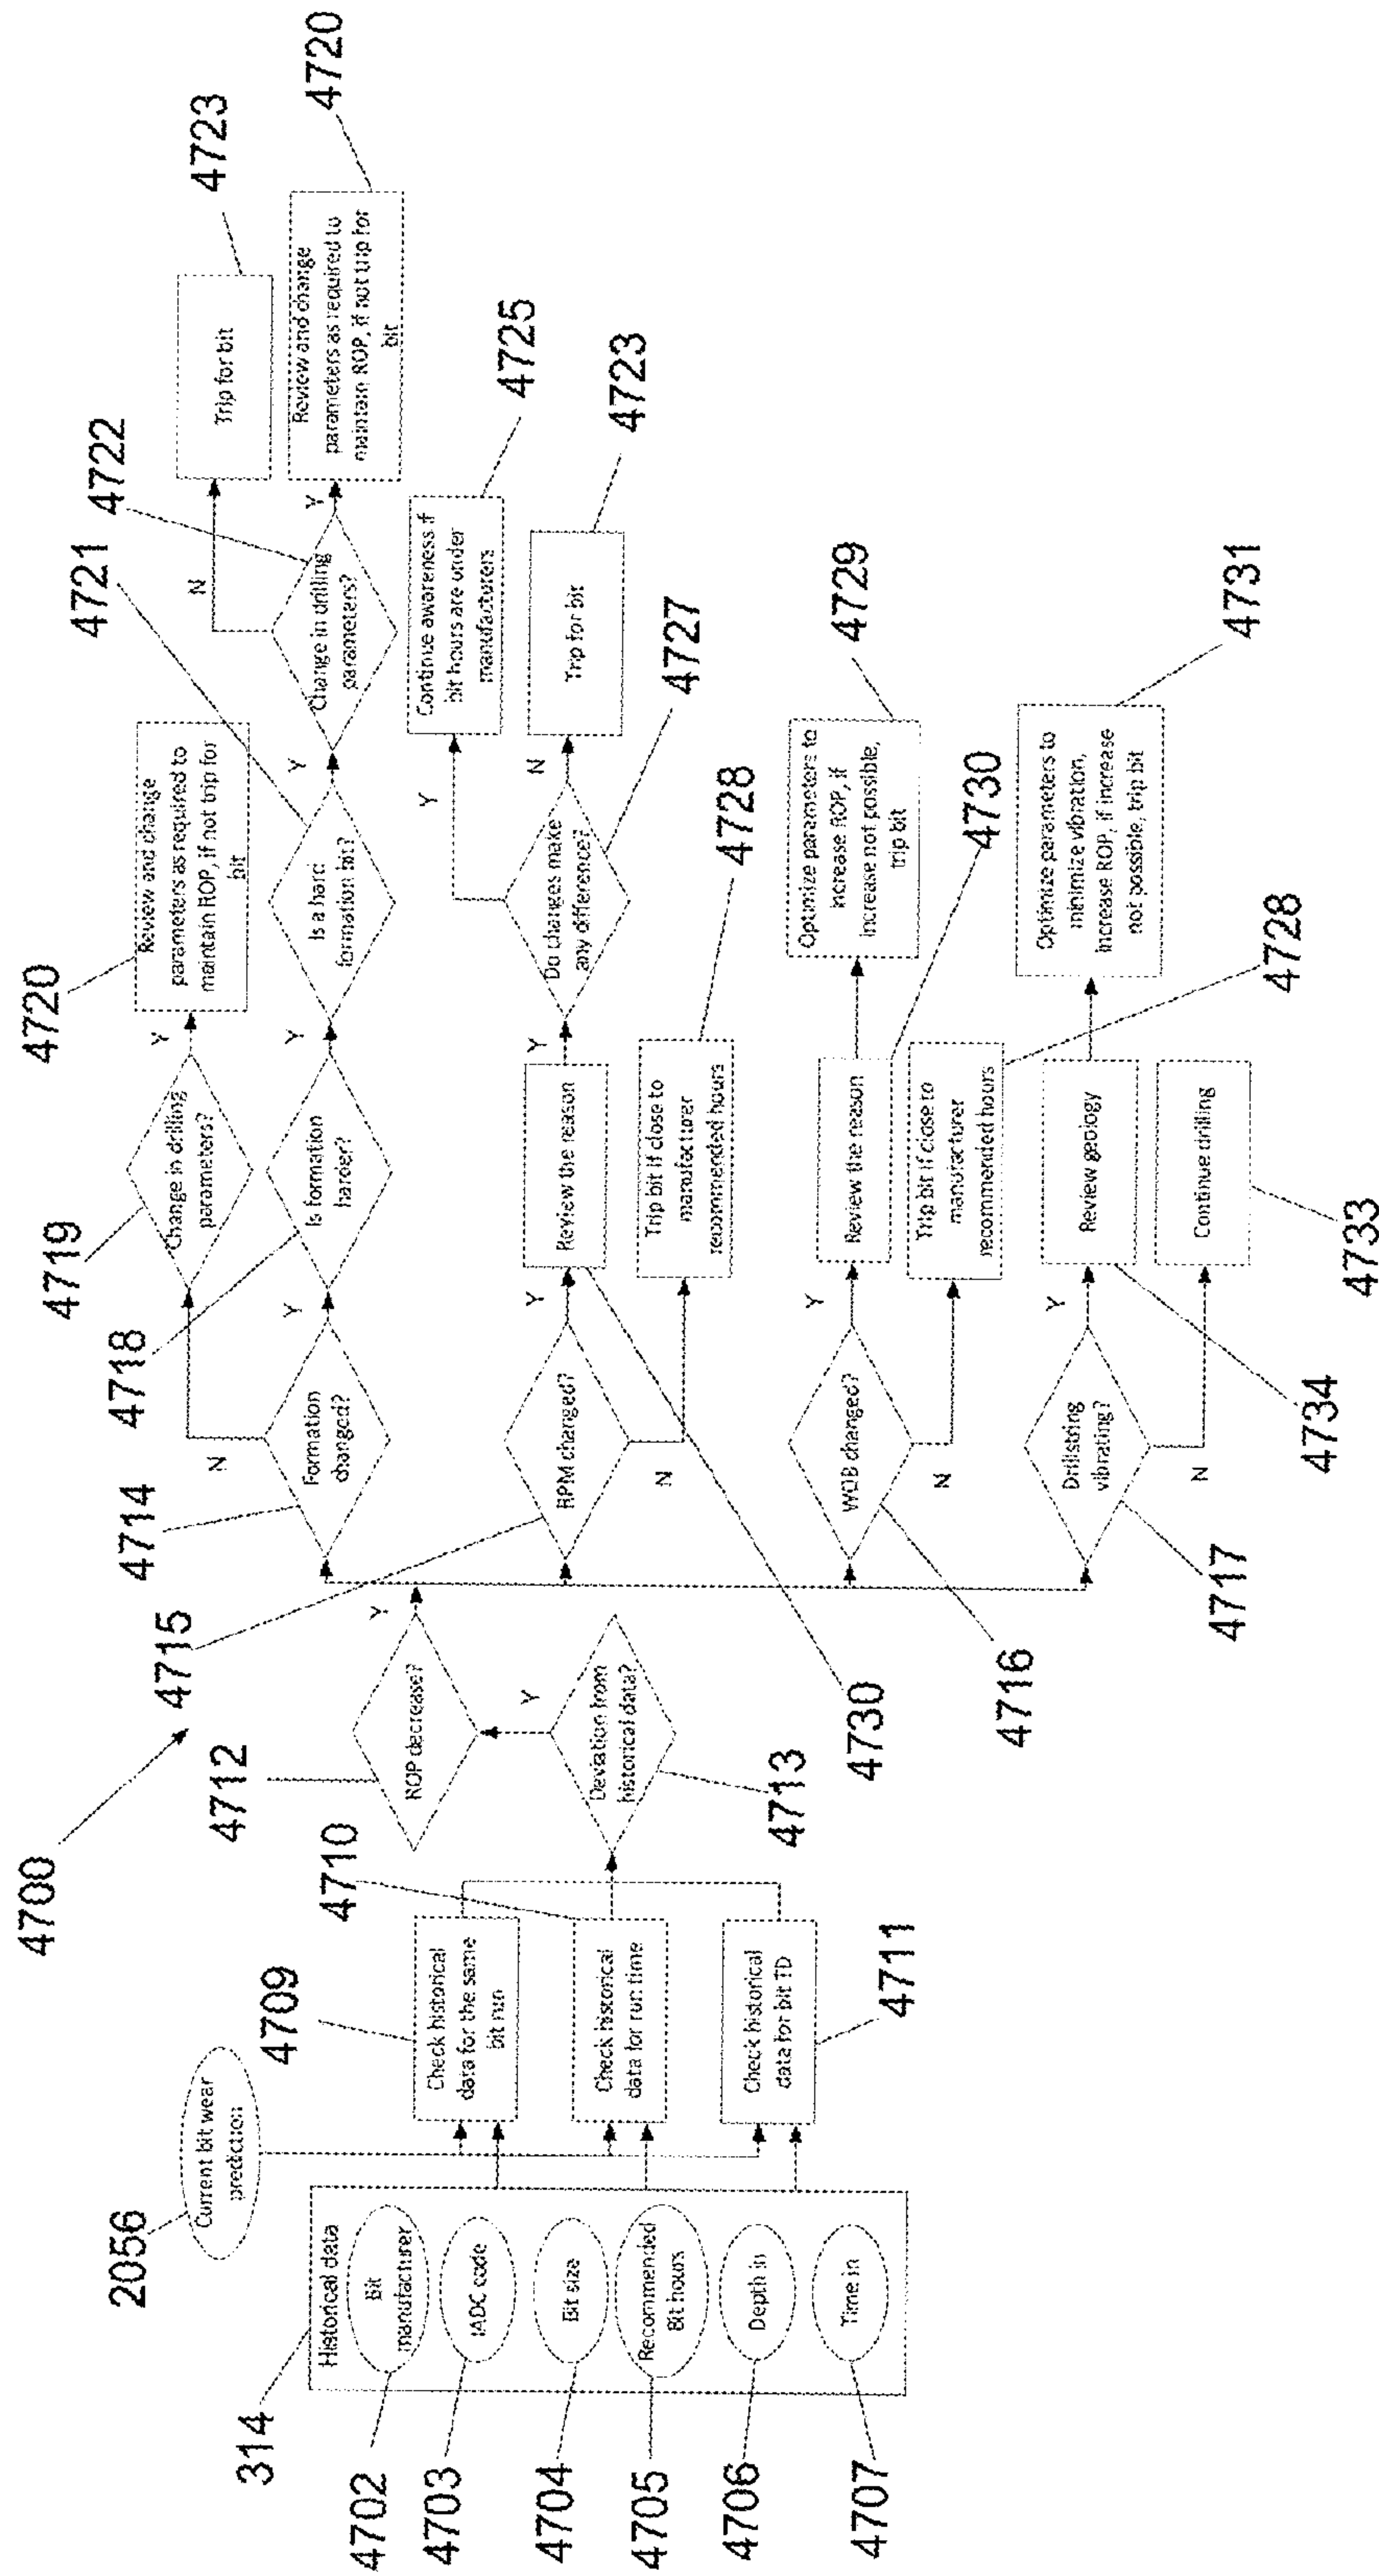 4700
2056
Current bit wear
prediction
314
Historical data
4702
Bit
manufacturer
4703
IADC code
4704
Bit size
4705
Recommended
Bit hours
4706
Depth in
4707
Time in
4709
Check historical
data for the same
bit run
4710
Check historical
data for run time
4711
Check historical
data for bit TD
4713
Deviation from
historical data?
Y
4712
ROP decrease?
Y
4714
Formation
changed?
N
Y
4719
Change in drilling
parameters?
Y
4720
Review and change
parameters as required to
maintain ROP, if not trip for
bit
4718
Is formation
harder?
Y
4721
Is a hard
formation bit?
Y
4722
Change in drilling
parameters?
N
Y
4723
Trip for bit
4720
Review and change
parameters as required to
maintain ROP, if not trip for
bit
4715
RPM changed?
Y
N
4730
Review the reason
Y
4727
Do changes make
any difference?
Y
N
4725
Continue awareness if
bit hours are under
manufacturers
4723
Trip for bit
4728
Trip bit if close to
manufacturer
recommended hours
4716
WOB changed?
Y
N
4730
Review the reason
4729
Optimize parameters to
increase ROP, if
increase not possible,
trip bit
4728
Trip bit if close to
manufacturer
recommended hours
4717
Drillstring
vibrating?
Y
N
4734
Review geology
4731
Optimize parameters to
minimize vibration,
increase ROP, if increase
not possible, trip bit
4733
Continue drilling